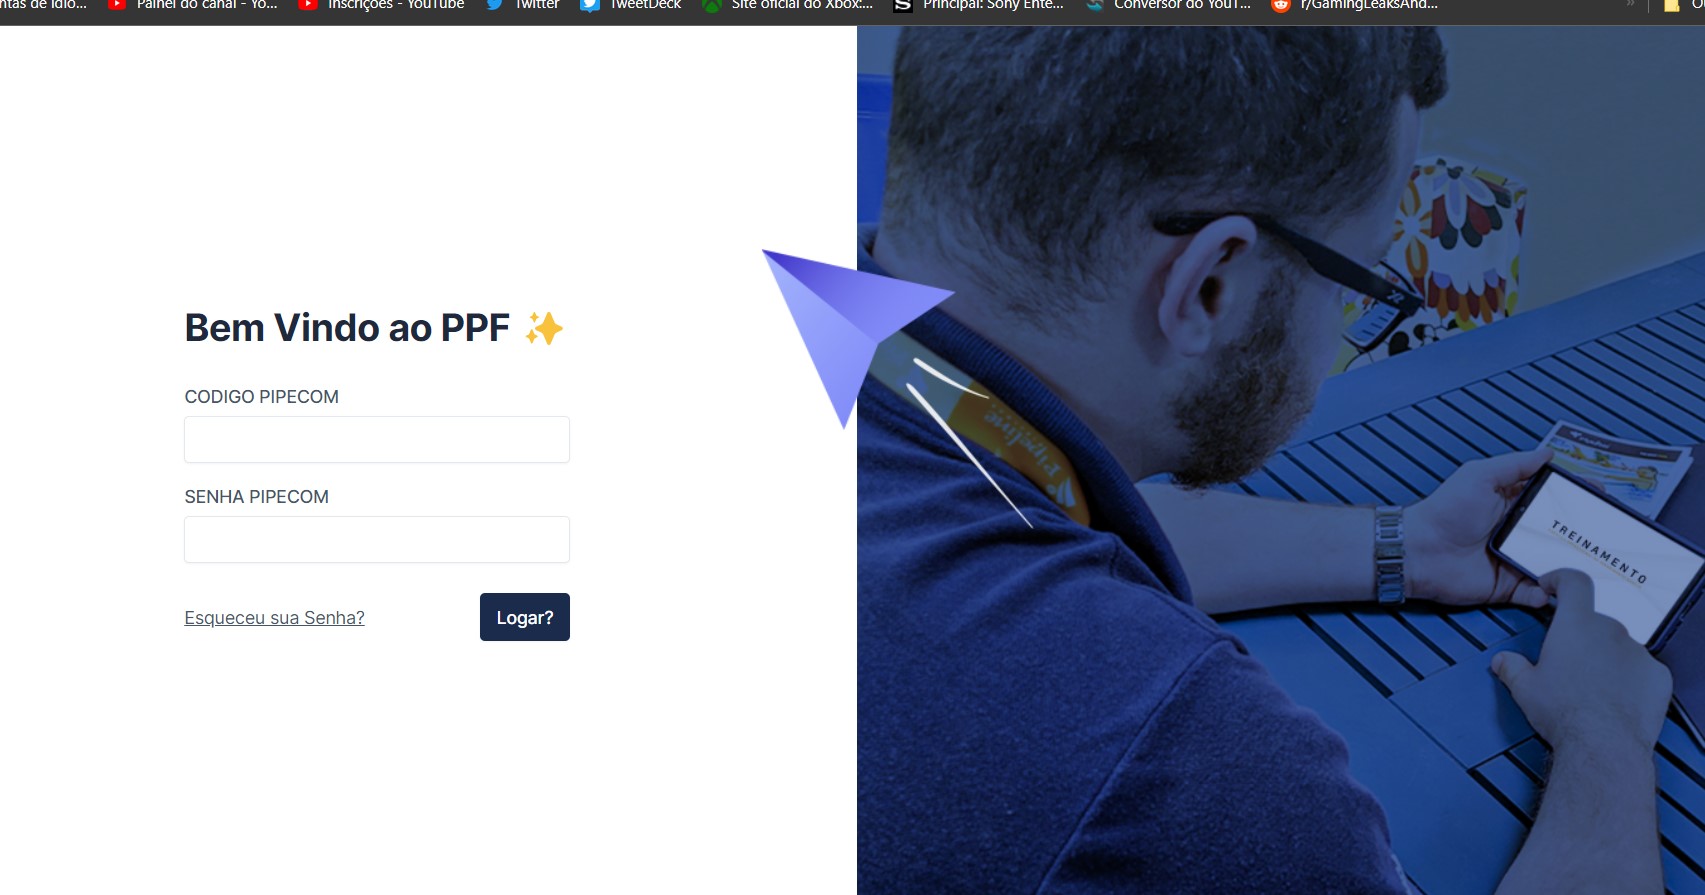 ntas de idio...
Painel do canal - Yo...
Inscrições - YouTube
Twitter
TweetDeck
Site oficial do Xbox:...
Principal: Sony Ente...
Conversor do YouT...
r/GamingLeaksAnd...
Bem Vindo ao PPF ✨
CODIGO PIPECOM
SENHA PIPECOM
Esqueceu sua Senha?
Logar?
Pipeline
TREINAMENTO